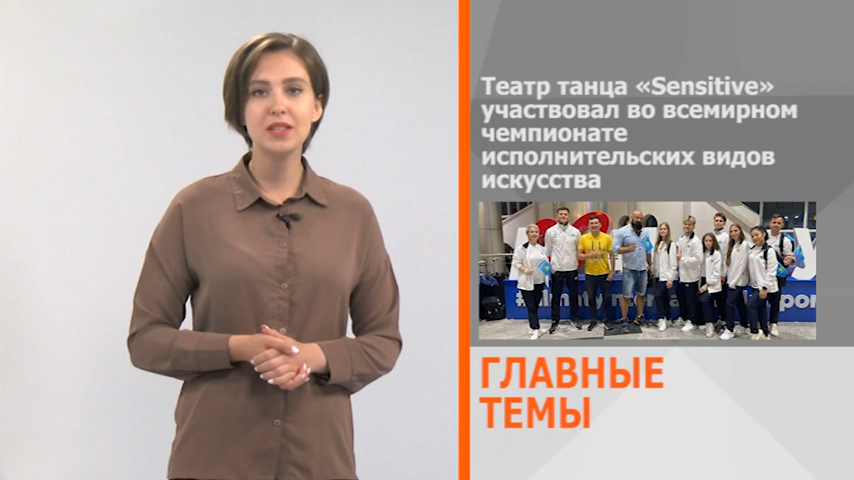 Театр танца «Sensitive»
участвовал во всемирном
чемпионате
исполнительских видов
искусства
ГЛАВНЫЕ
ТЕМЫ